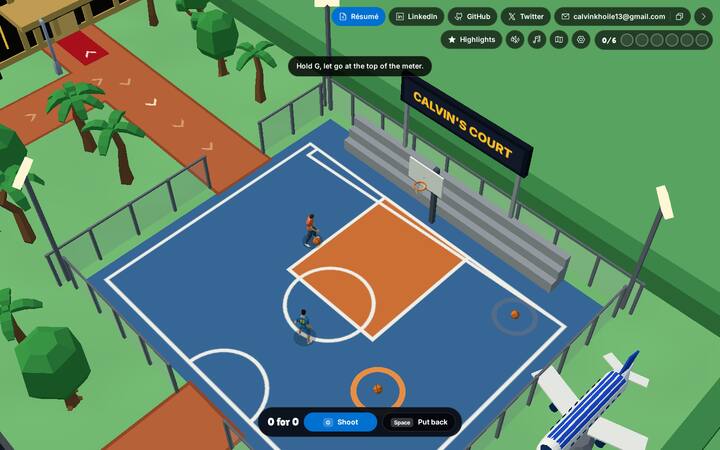 Résumé
LinkedIn
GitHub
Twitter
calvinkhoile13@gmail.com
Highlights
0/6
Hold G, let go at the top of the meter.
CALVIN'S COURT
0 for 0
G Shoot
Space Put back